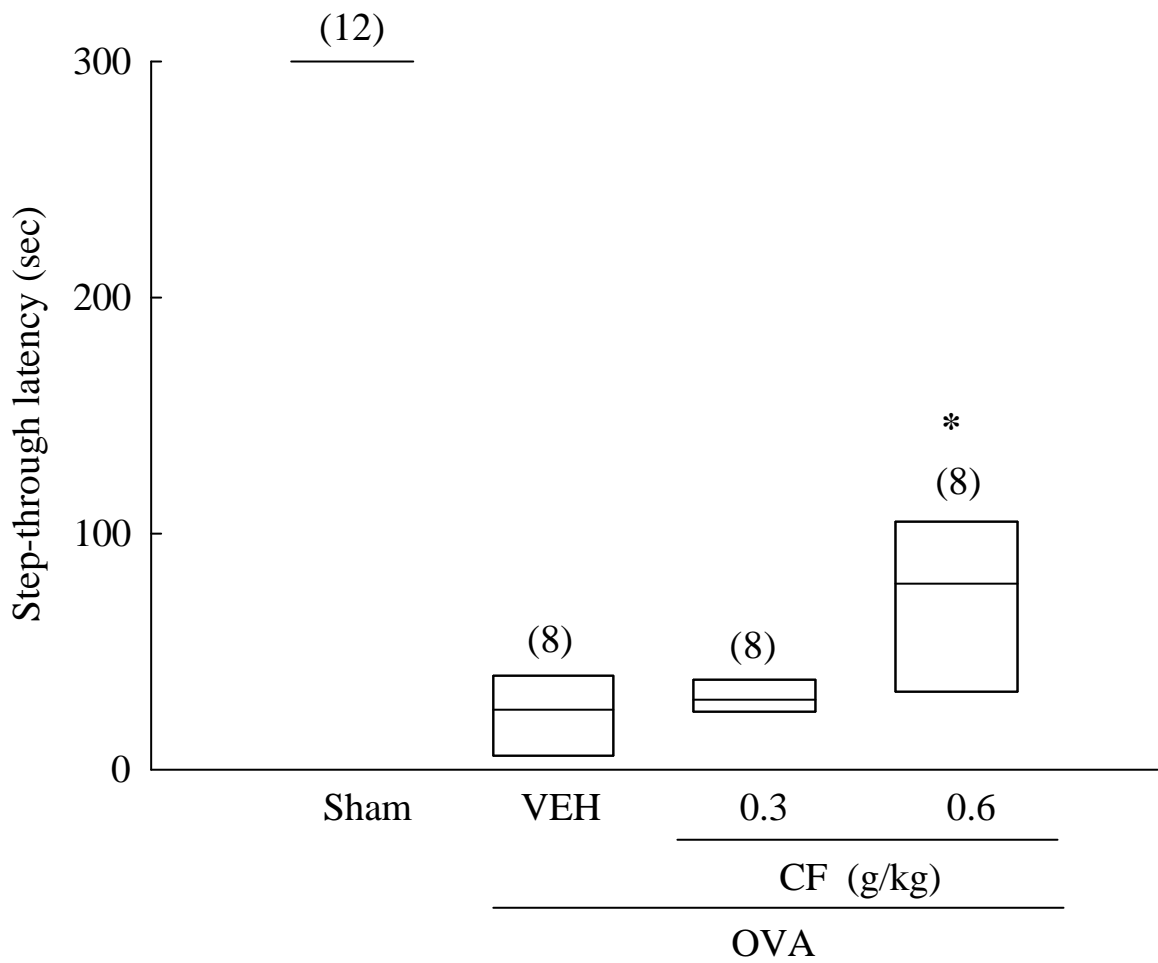 (12)
300
200
100
0
Step-through latency (sec)
*
(8)
(8)
(8)
Sham VEH 0.3 0.6
CF (g/kg)
OVA